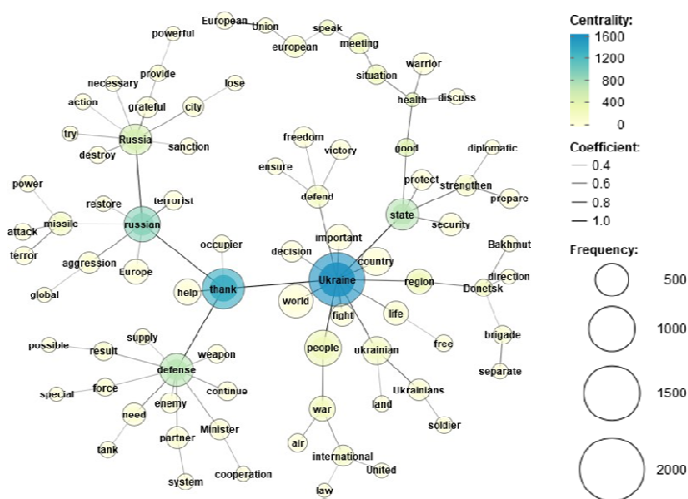 European
Union
speak
european
meeting
powerful
situation
warrior
provide
necessary
lose
health
discuss
action
grateful
city
try
Russia
freedom
good
diplomatic
destroy
sanction
victory
ensure
protect
strengthen
power
restore
terrorist
defend
prepare
missile
russian
state
security
attack
occupier
important
terror
decision
Bakhmut
aggression
Europe
country
direction
global
help
thank
Ukraine
region
Donetsk
world
fight
life
supply
brigade
possible
result
weapon
people
ukrainian
free
defense
separate
special
force
continue
Ukrainians
enemy
need
war
land
Minister
partner
soldier
tank
air
international
cooperation
United
system
law
Centrality:
1600
1200
800
400
0
Coefficient:
0.4
0.6
0.8
1.0
Frequency:
500
1000
1500
2000